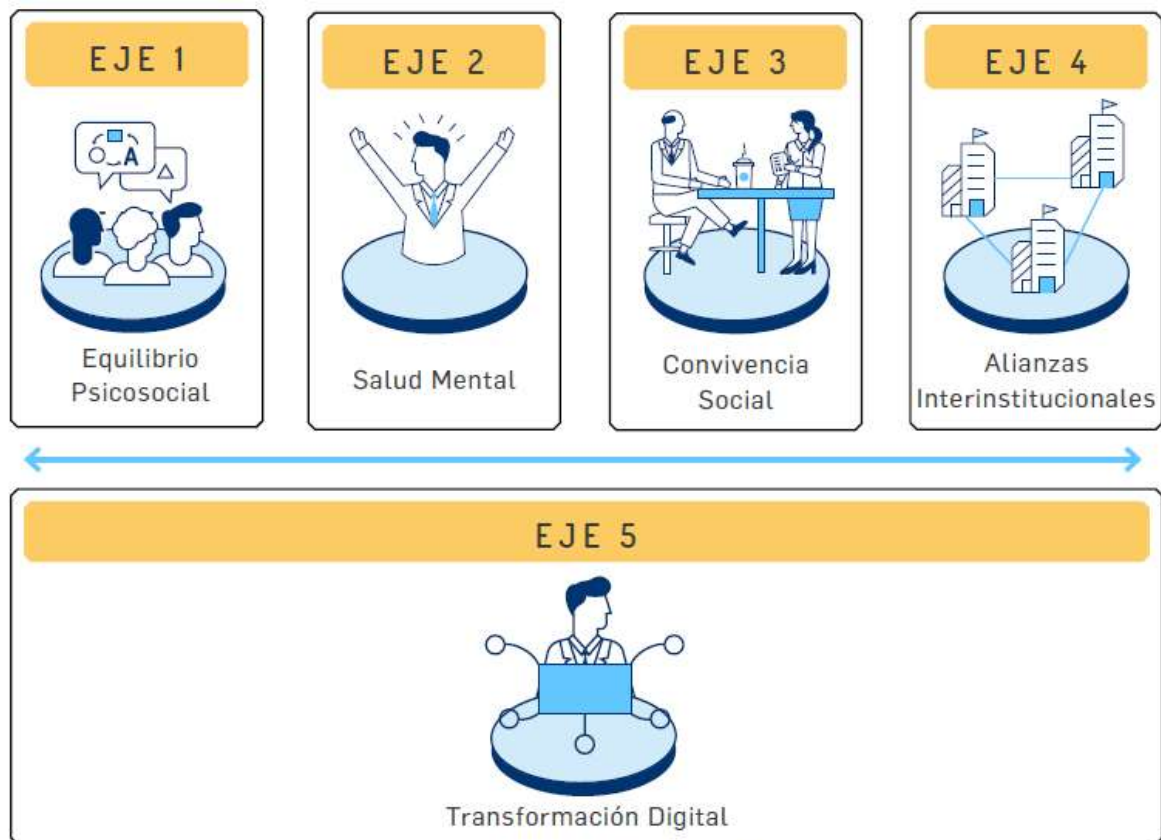 EJE 1
EJE 2
EJE 3
EJE 4
A
Equilibrio
Psicosocial
Salud Mental
Convivencia
Social
Alianzas
Interinstitucionales
EJE 5
Transformación Digital